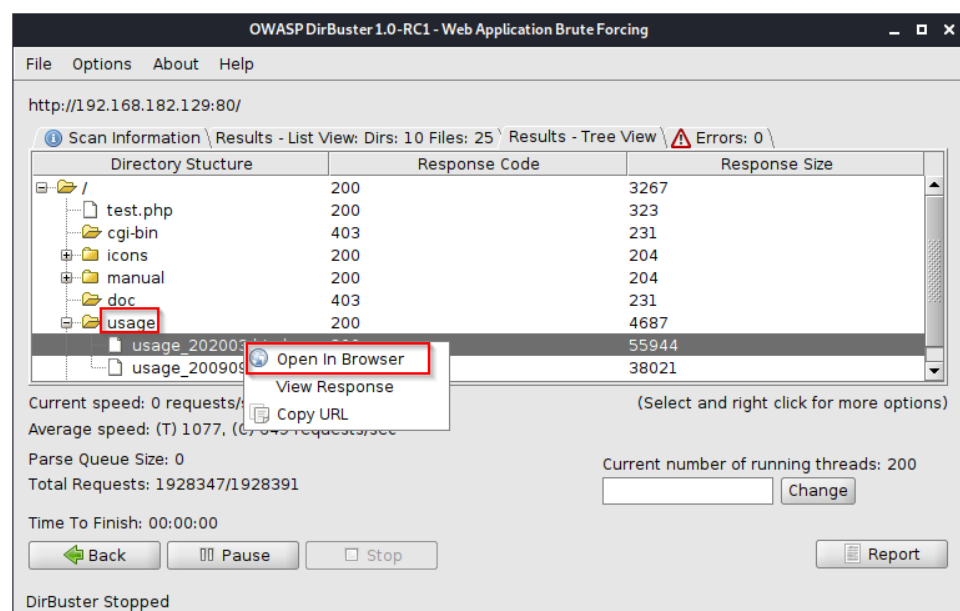 OWASP DirBuster 1.0-RC1 - Web Application Brute Forcing
File Options About Help
http://192.168.182.129:80/
Scan Information \ Results - List View: Dirs: 10 Files: 25 \ Results - Tree View \ Errors: 0 \
Directory Stucture Response Code Response Size
/ 200 3267
test.php 200 323
cgi-bin 403 231
icons 200 204
manual 200 204
doc 403 231
usage 200 4687
usage_202003 55944
Open In Browser
usage_200909 38021
View Response
Copy URL
Current speed: 0 requests/ (Select and right click for more options)
Average speed: (T) 1077, (C) 649 requests/sec
Parse Queue Size: 0
Current number of running threads: 200
Total Requests: 1928347/1928391
Change
Time To Finish: 00:00:00
Back Pause Stop Report
DirBuster Stopped